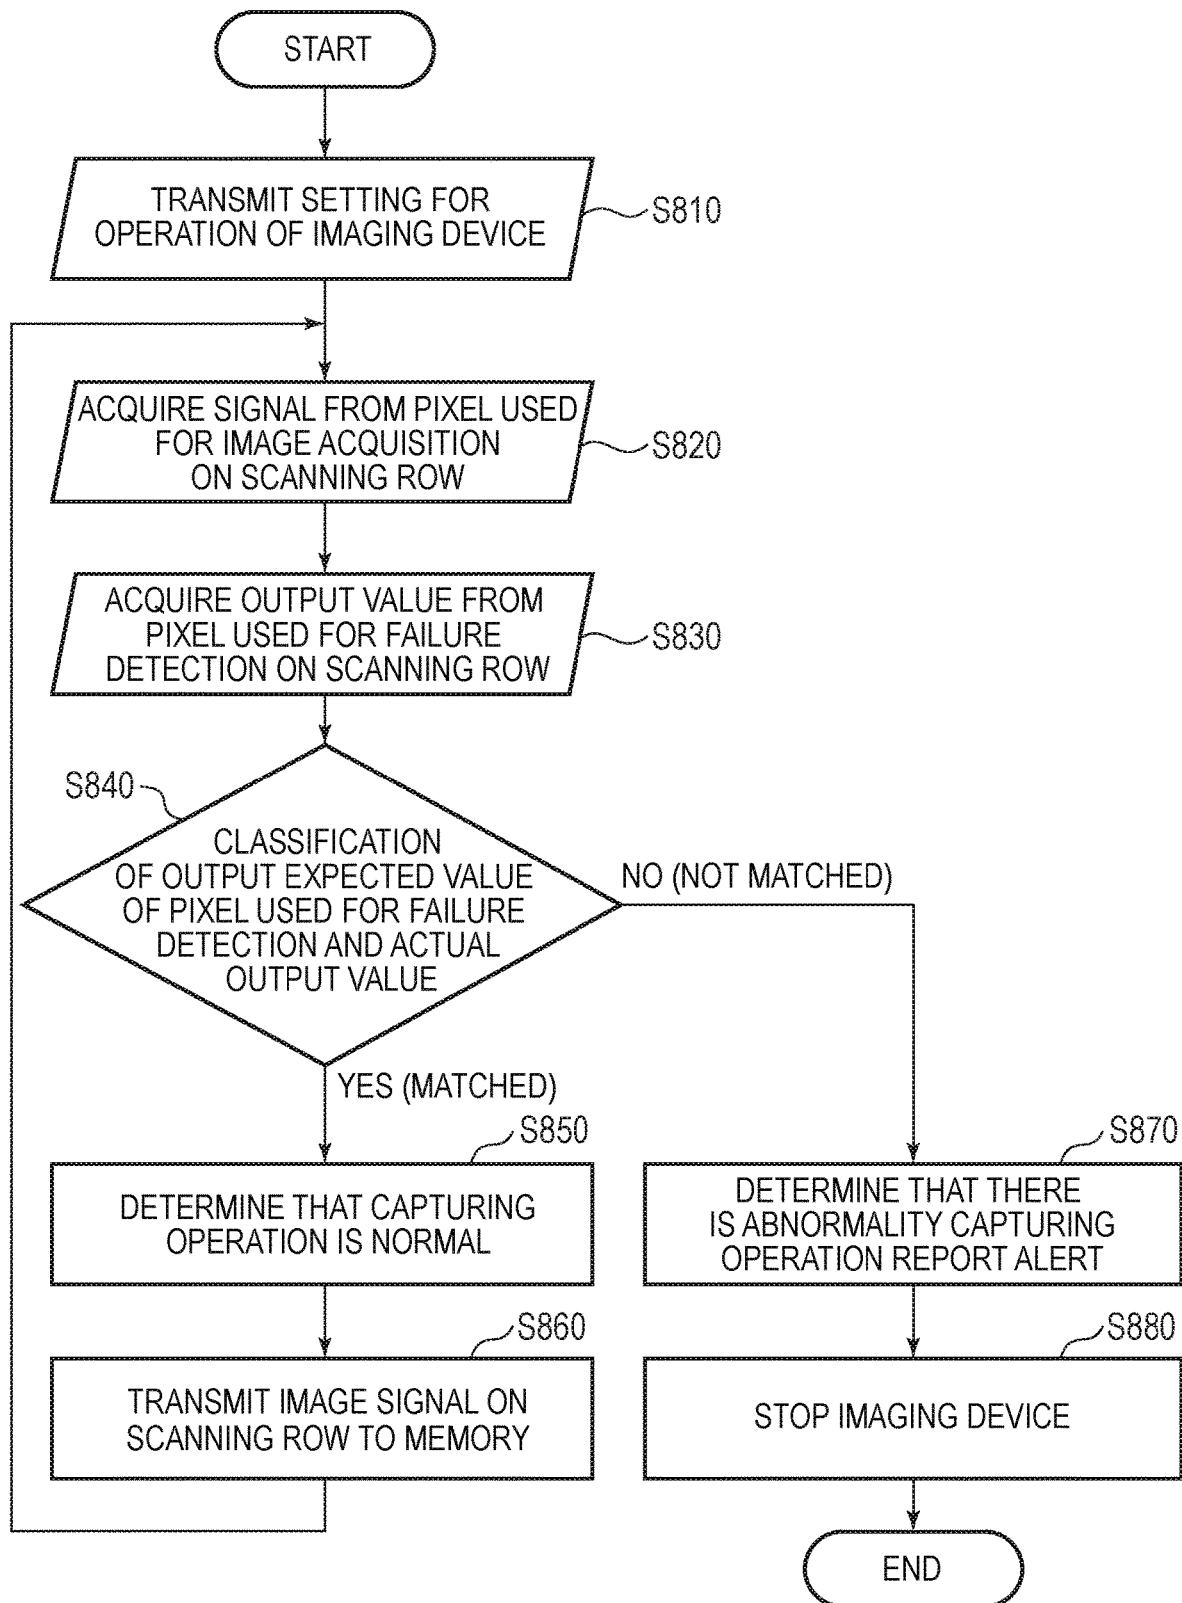 START
TRANSMIT SETTING FOR
OPERATION OF IMAGING DEVICE
S810
ACQUIRE SIGNAL FROM PIXEL USED
FOR IMAGE ACQUISITION
ON SCANNING ROW
S820
ACQUIRE OUTPUT VALUE FROM
PIXEL USED FOR FAILURE
DETECTION ON SCANNING ROW
S830
S840
CLASSIFICATION
OF OUTPUT EXPECTED VALUE
OF PIXEL USED FOR FAILURE
DETECTION AND ACTUAL
OUTPUT VALUE
NO (NOT MATCHED)
YES (MATCHED)
S850
DETERMINE THAT CAPTURING
OPERATION IS NORMAL
S870
DETERMINE THAT THERE
IS ABNORMALITY CAPTURING
OPERATION REPORT ALERT
S860
TRANSMIT IMAGE SIGNAL ON
SCANNING ROW TO MEMORY
S880
STOP IMAGING DEVICE
END